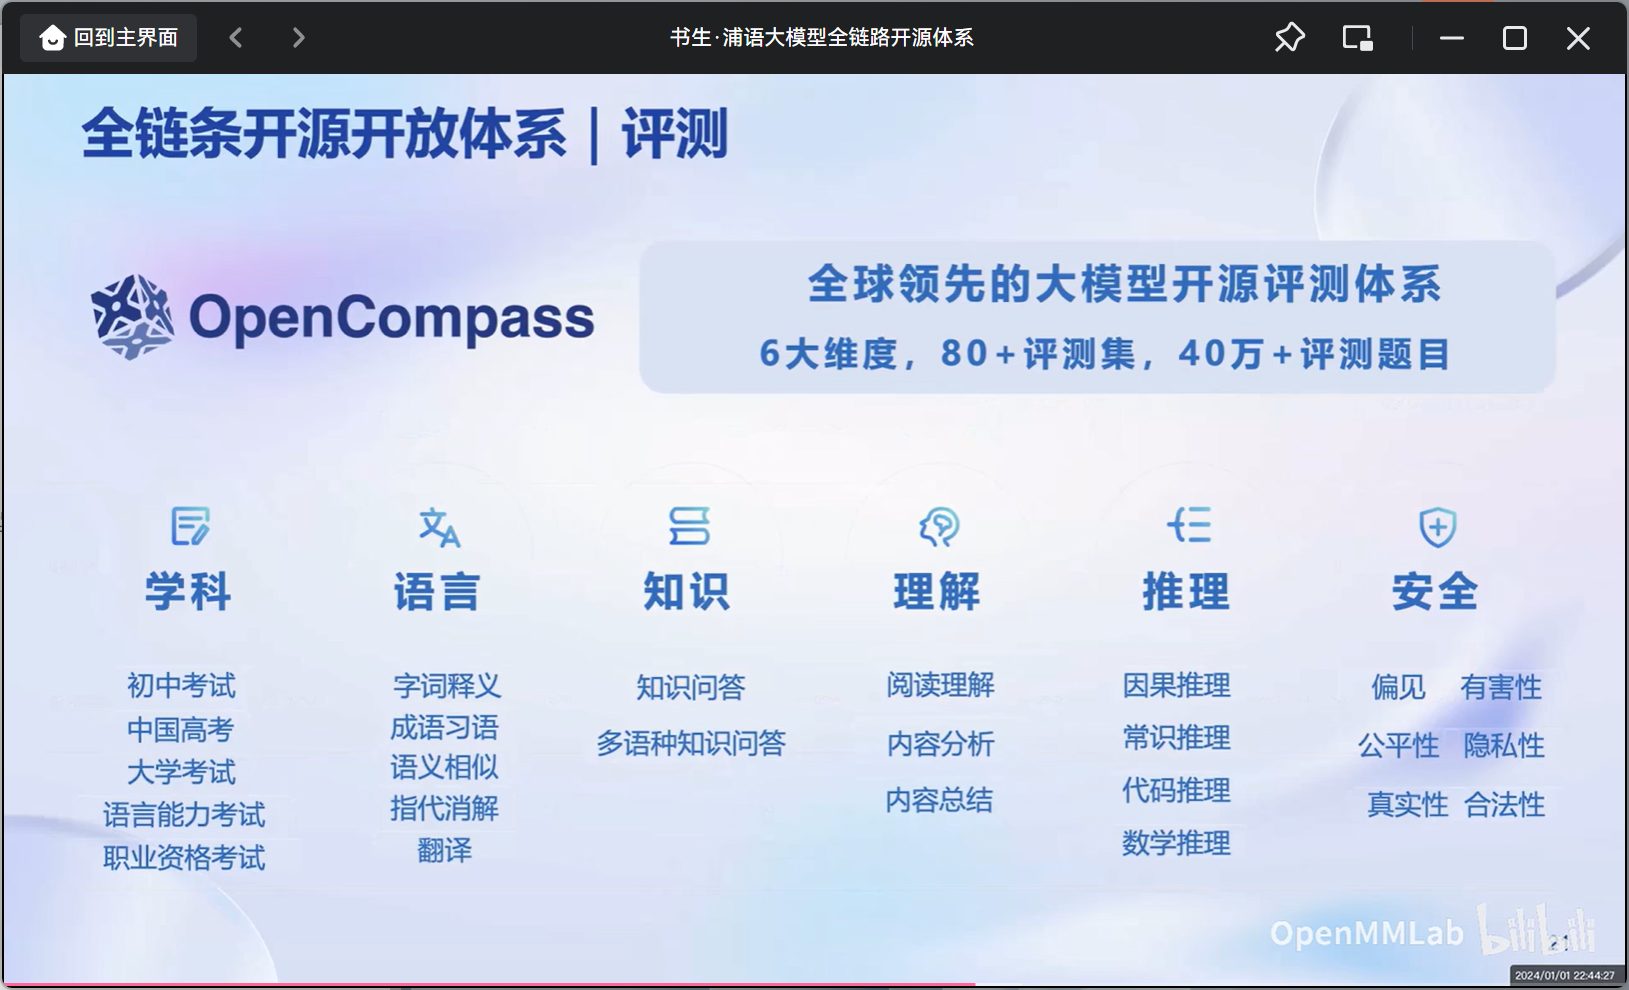 回到主界面
书生·浦语大模型全链路开源体系
全链条开源开放体系｜评测
OpenCompass
全球领先的大模型开源评测体系
6大维度，80+评测集，40万+评测题目
学科
初中考试
中国高考
大学考试
语言能力考试
职业资格考试
语言
字词释义
成语习语
语义相似
指代消解
翻译
知识
知识问答
多语种知识问答
理解
阅读理解
内容分析
内容总结
推理
因果推理
常识推理
代码推理
数学推理
安全
偏见 有害性
公平性 隐私性
真实性 合法性
OpenMMLab bilibili
21
2024/01/01 22:44:27